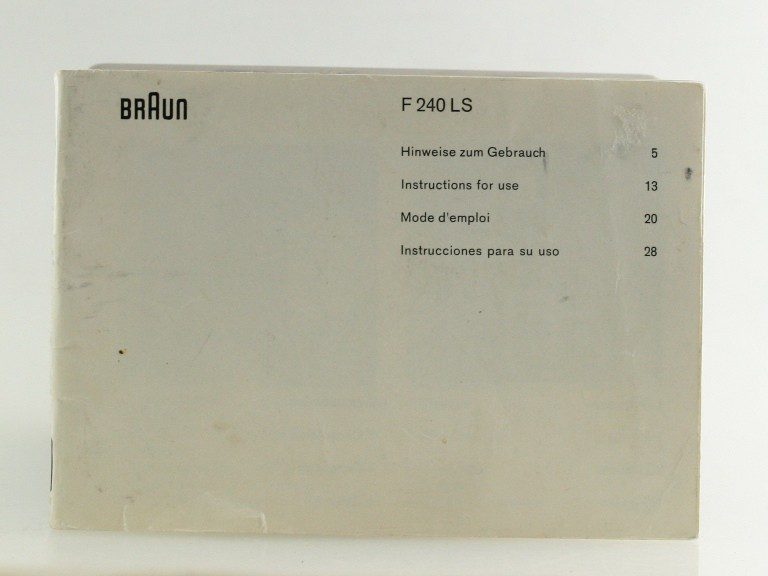 BRAUN
F 240 LS
Hinweise zum Gebrauch 5
Instructions for use 13
Mode d'emploi 20
Instrucciones para su uso 28